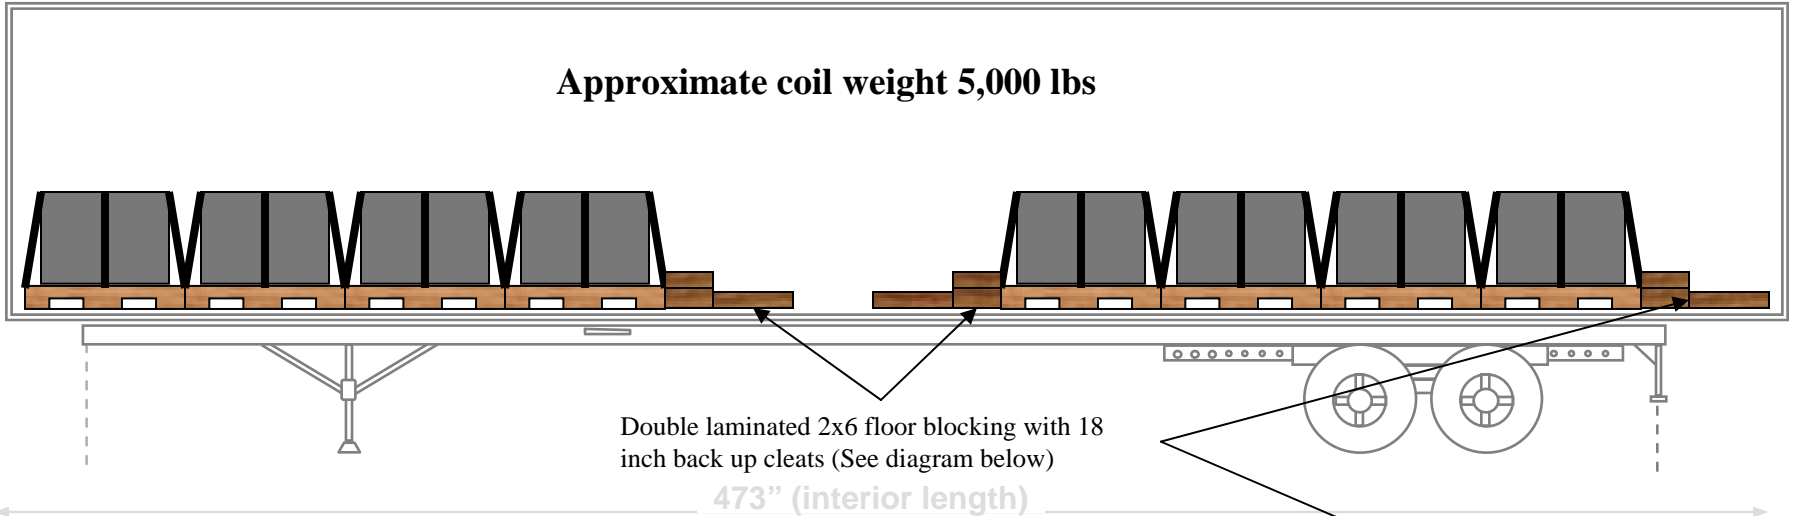 Approximate coil weight 5,000 lbs
Double laminated 2x6 floor blocking with 18
inch back up cleats (See diagram below)
473” (interior length)